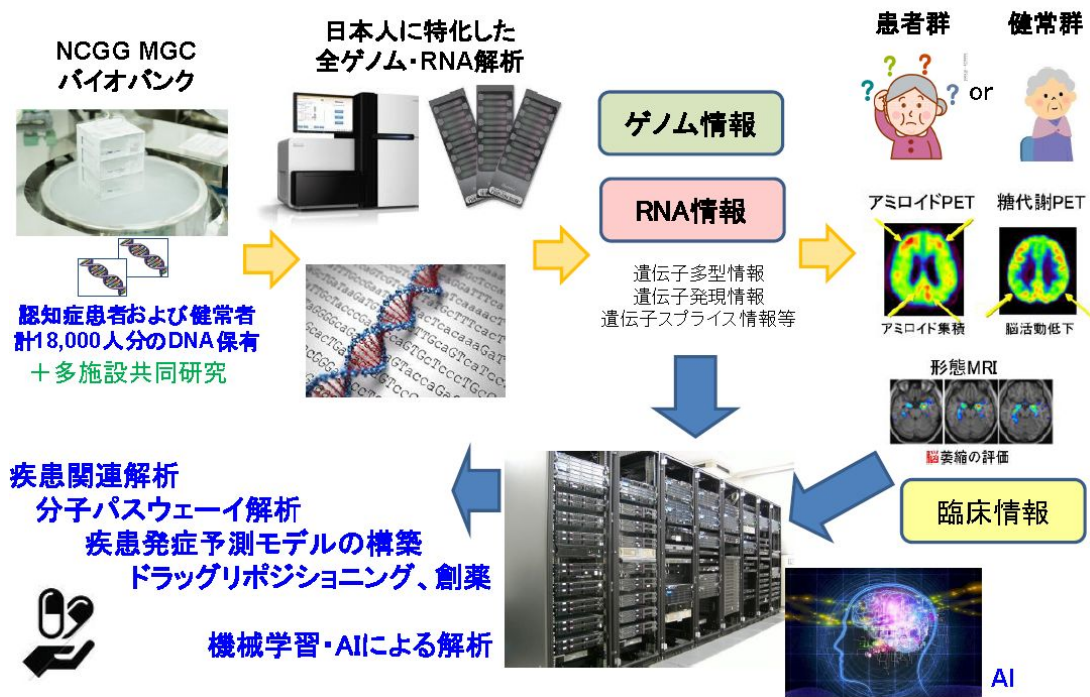 NCGG MGC
バイオバンク
日本人に特化した
全ゲノム・RNA解析
患者群
健常群
or
ゲノム情報
RNA情報
遺伝子多型情報
遺伝子発現情報
遺伝子スプライス情報等
アミロイドPET
糖代謝PET
アミロイド集積
脳活動低下
認知症患者および健常者
計18,000人分のDNA保有
＋多施設共同研究
形態MRI
脳萎縮の評価
臨床情報
疾患関連解析
分子パスウェーイ解析
疾患発症予測モデルの構築
ドラッグリポジショニング、創薬
機械学習・AIによる解析
AI